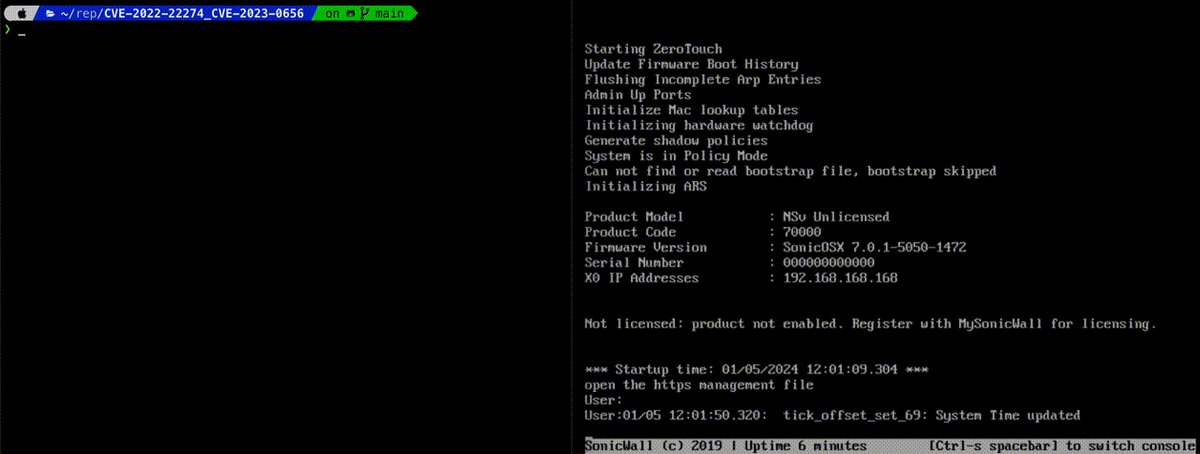 ~/rep/CVE-2022-22274_CVE-2023-0656 on main
❯ _
Starting ZeroTouch
Update Firmware Boot History
Flushing Incomplete Arp Entries
Admin Up Ports
Initialize Mac lookup tables
Initializing hardware watchdog
Generate shadow policies
System is in Policy Mode
Can not find or read bootstrap file, bootstrap skipped
Initializing ARS
Product Model : NSv Unlicensed
Product Code : 70000
Firmware Version : SonicOSX 7.0.1-5050-1472
Serial Number : 000000000000
X0 IP Addresses : 192.168.168.168
Not licensed: product not enabled. Register with MySonicWall for licensing.
*** Startup time: 01/05/2024 12:01:09.304 ***
open the https management file
User:
User:01/05 12:01:50.320: tick_offset_set_69: System Time updated
SonicWall (c) 2019 | Uptime 6 minutes [Ctrl-s spacebar] to switch console